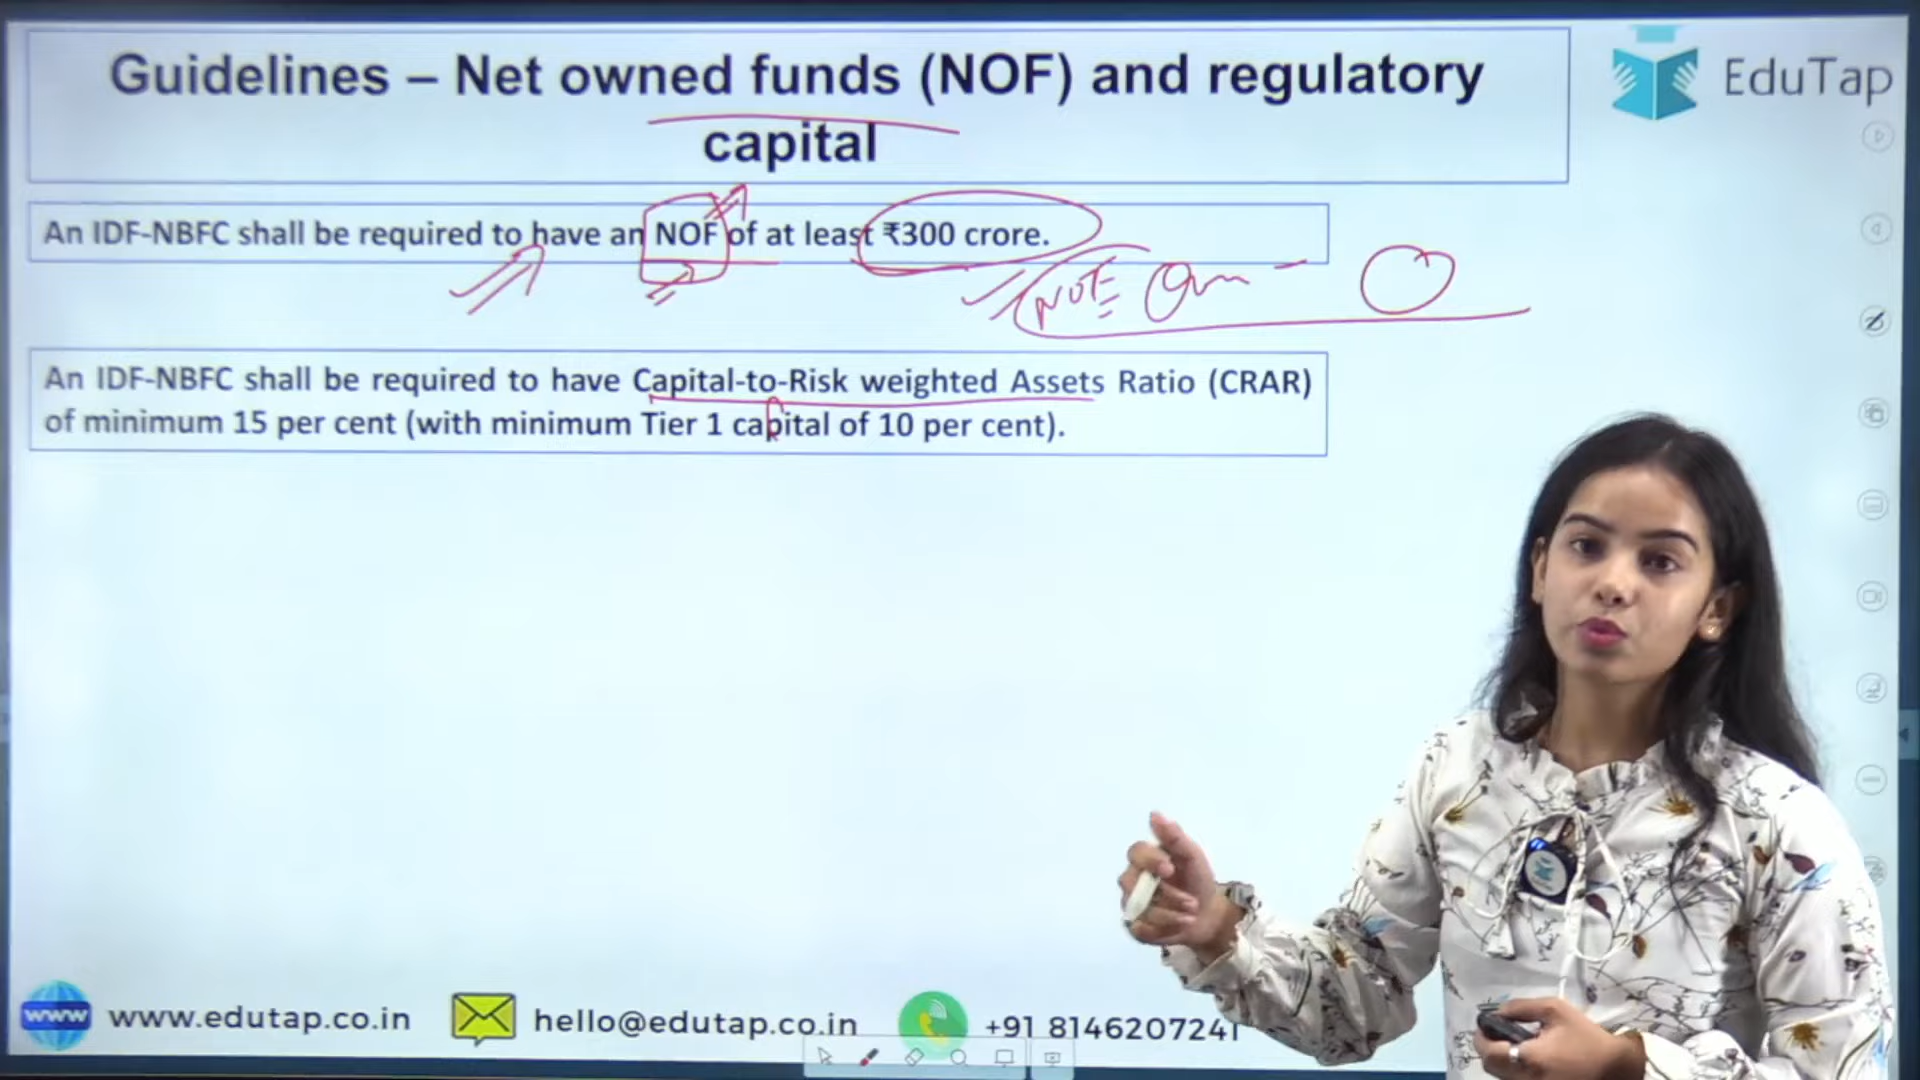 Guidelines – Net owned funds (NOF) and regulatory
capital
EduTap
An IDF-NBFC shall be required to have an NOF of at least ₹300 crore.
NOF
An IDF-NBFC shall be required to have Capital-to-Risk weighted Assets Ratio (CRAR)
of minimum 15 per cent (with minimum Tier 1 capital of 10 per cent).
www
www.edutap.co.in
hello@edutap.co.in
+91 8146207241